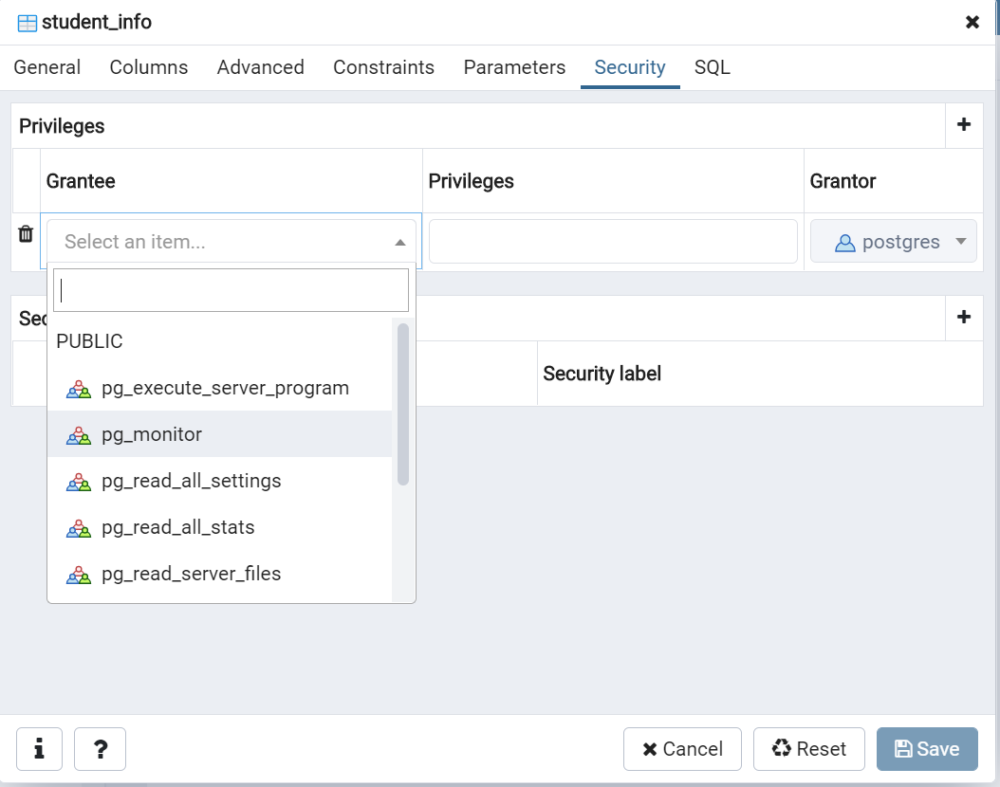 student_info
General Columns Advanced Constraints Parameters Security SQL
Privileges
Grantee Privileges Grantor
Select an item... postgres
Sec
PUBLIC
pg_execute_server_program
Security label
pg_monitor
pg_read_all_settings
pg_read_all_stats
pg_read_server_files
i ? Cancel Reset Save